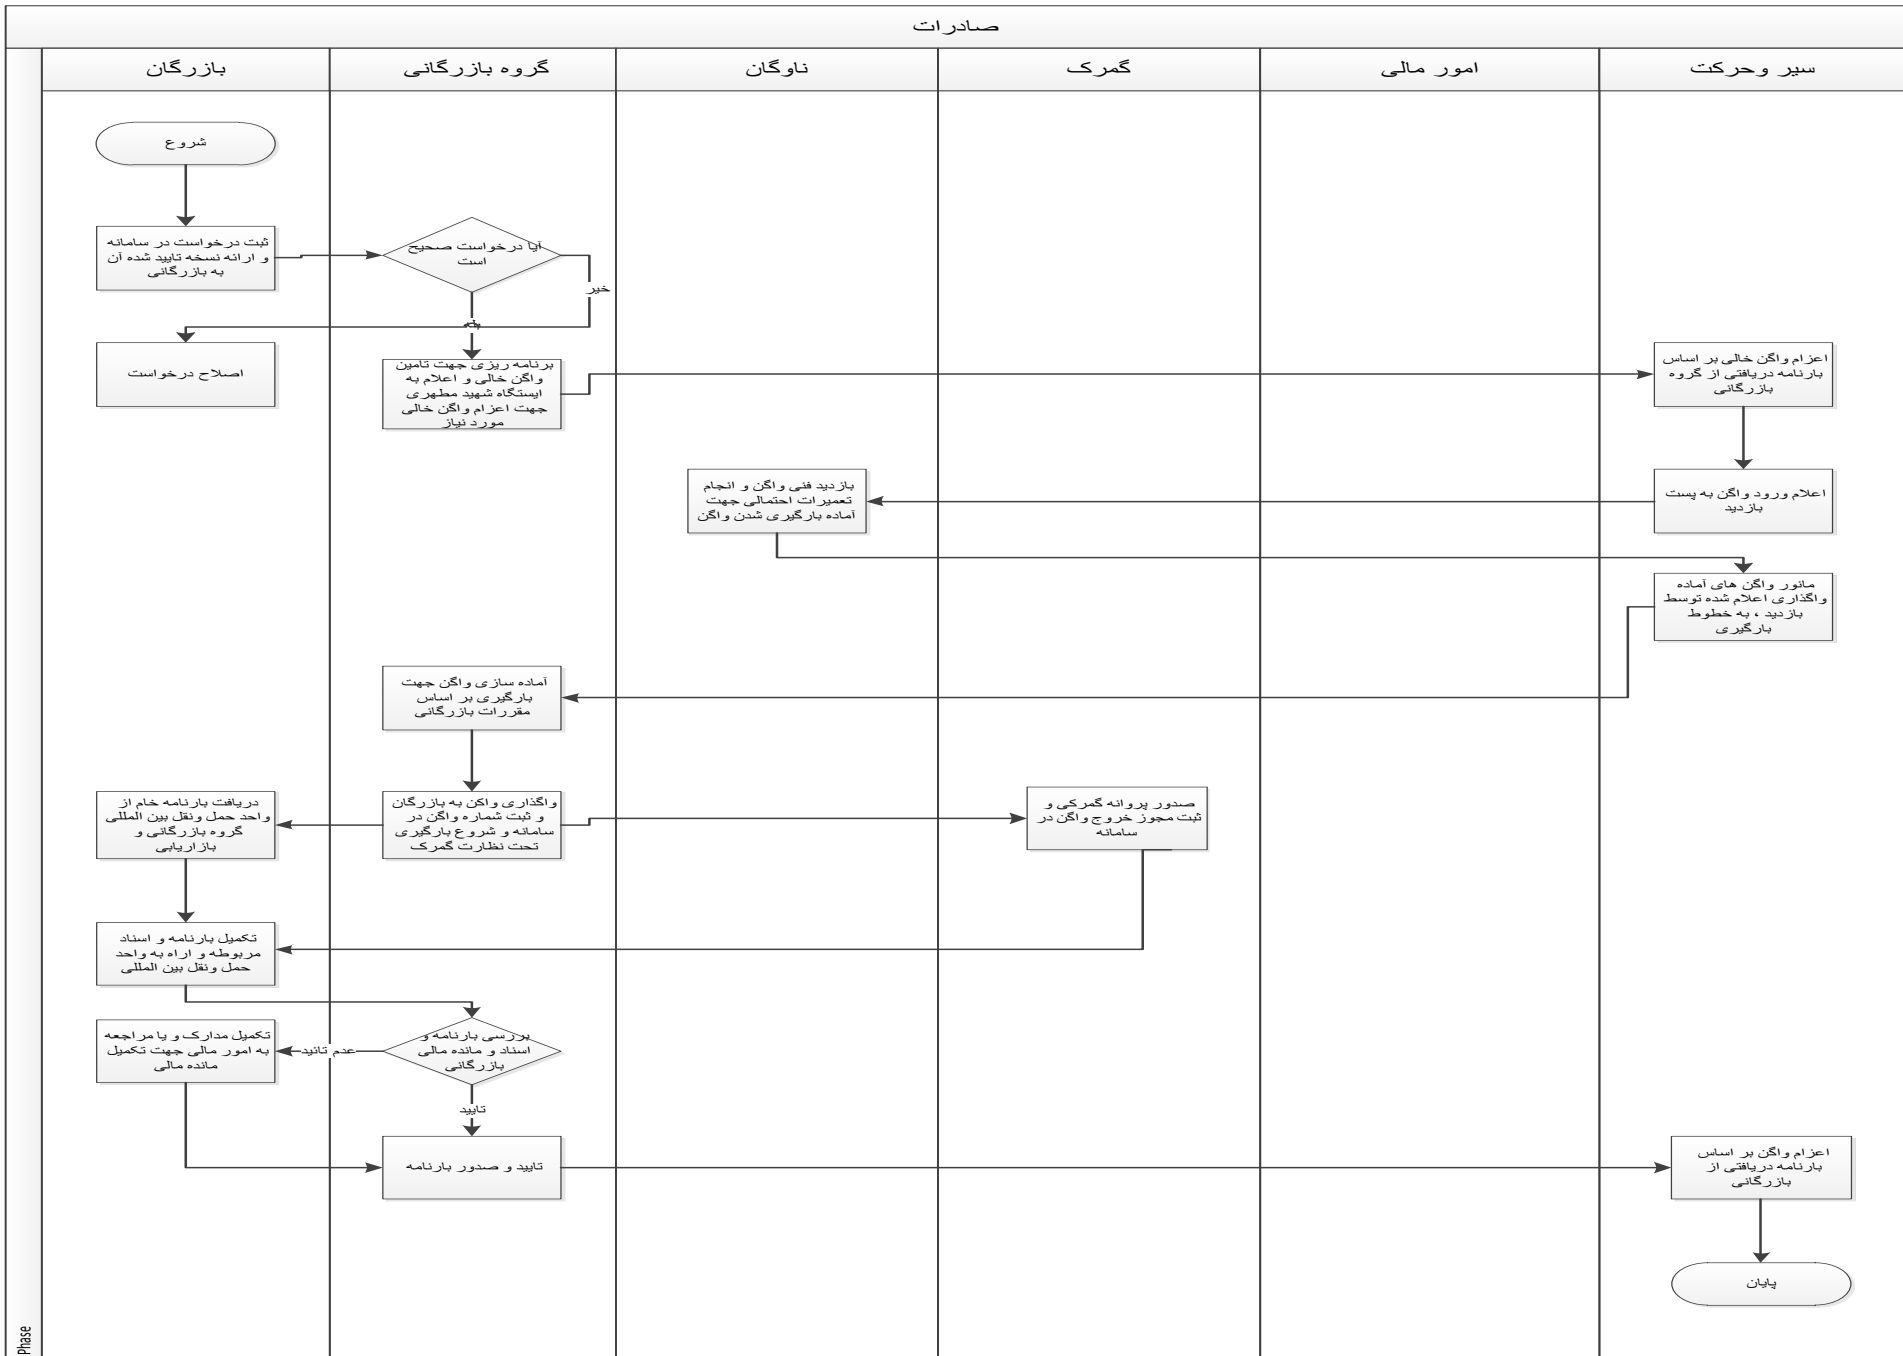 صادرات
بازرگان
گروه بازرگانی
ناوگان
گمرک
امور مالی
سیر وحرکت
شروع
ثبت درخواست در سامانه
و ارائه نسخه تایید شده آن
به بازرگانی
آیا درخواست صحیح
است
خیر
بله
اصلاح درخواست
برنامه ریزی جهت تامین
واگن خالی و اعلام به
ایستگاه شهید مطهری
جهت اعزام واگن خالی
مورد نیاز
اعزام واگن خالی بر اساس
بارنامه دریافتی از گروه
بازرگانی
بازدید فنی واگن و انجام
تعمیرات احتمالی جهت
آماده بارگیری شدن واگن
اعلام ورود واگن به پست
بازدید
مانور واگن های آماده
واگذاری اعلام شده توسط
بازدید ، به خطوط
بارگیری
آماده سازی واگن جهت
بارگیری بر اساس
مقررات بازرگانی
دریافت بارنامه خام از
واحد حمل ونقل بین المللی
گروه بازرگانی و
بازاریابی
واگذاری واکن به بازرگان
و ثبت شماره واگن در
سامانه و شروع بارگیری
تحت نظارت گمرک
صدور پروانه گمرکی و
ثبت مجوز خروج واگن در
سامانه
تکمیل بارنامه و اسناد
مربوطه و اراه به واحد
حمل ونقل بین المللی
تکمیل مدارک و یا مراجعه
به امور مالی جهت تکمیل
مانده مالی
عدم تائید
بررسی بارنامه و
اسناد و مانده مالی
بازرگانی
تایید
تایید و صدور بارنامه
اعزام واگن بر اساس
بارنامه دریافتی از
بازرگانی
پایان
Phase